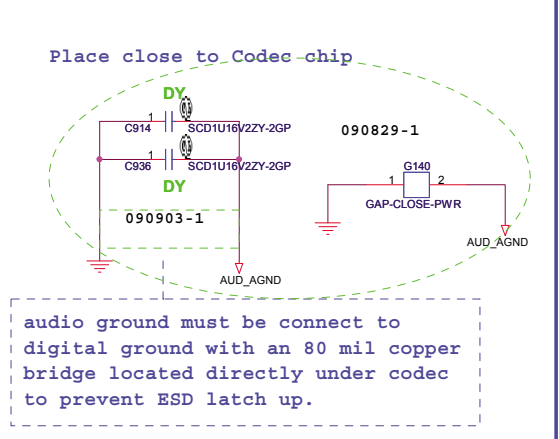 Place close to Codec chip
DY
1
C914
SCD1U16V2ZY-2GP
1
C936
SCD1U16V2ZY-2GP
DY
090903-1
AUD_AGND
090829-1
G140
1
2
GAP-CLOSE-PWR
AUD_AGND
audio ground must be connect to
digital ground with an 80 mil copper
bridge located directly under codec
to prevent ESD latch up.